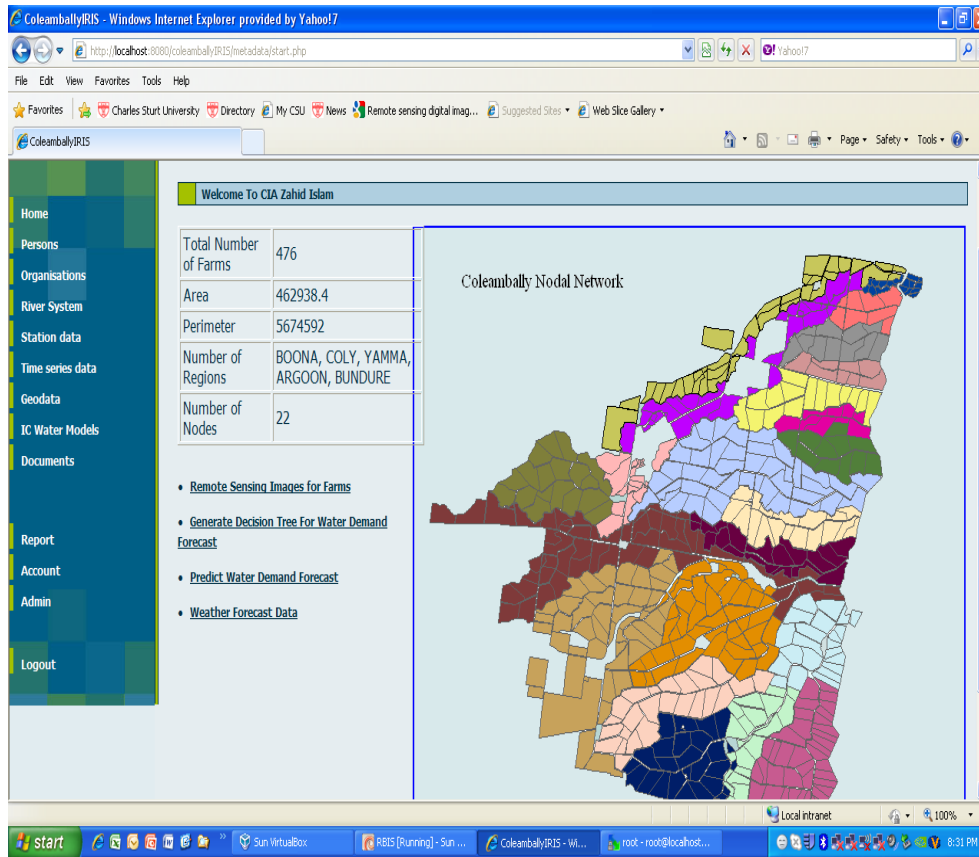 ColeamballyIRIS - Windows Internet Explorer provided by Yahoo!7
http://localhost:8080/coleamballyIRIS/metadata/start.php
Yahoo!7
File Edit View Favorites Tools Help
Favorites Charles Sturt University Directory My CSU News Remote sensing digital imag... Suggested Sites Web Slice Gallery
ColeamballyIRIS
Page Safety Tools
Welcome To CIA Zahid Islam
Home
Persons
Organisations
River System
Station data
Time series data
Geodata
IC Water Models
Documents
Report
Account
Admin
Logout
Total Number
of Farms
476
Area
462938.4
Perimeter
5674592
Number of
Regions
BOONA, COLY, YAMMA,
ARGOON, BUNDURE
Number of
Nodes
22
• Remote Sensing Images for Farms
• Generate Decision Tree For Water Demand
Forecast
• Predict Water Demand Forecast
• Weather Forecast Data
Coleambally Nodal Network
Local intranet
100%
start
Sun VirtualBox
RBIS [Running] - Sun ...
ColeamballyIRIS - Wi...
root - root@localhost...
8:31 PM